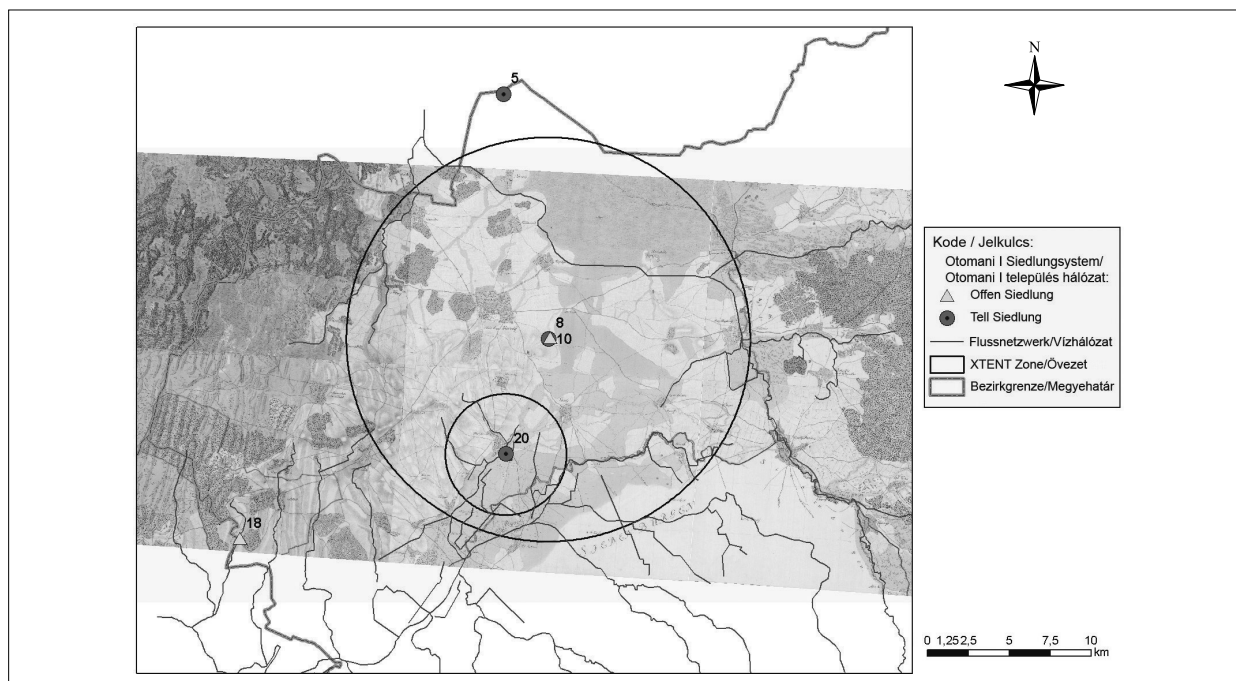 N
5
8
10
20
18
Kode / Jelkulcs:
Otomani I Siedlungsystem/
Otomani I település hálózat:
Offen Siedlung
Tell Siedlung
Flussnetzwerk/Vízhálózat
XTENT Zone/Övezet
Bezirkgrenze/Megyehatár
0 1,25 2,5 5 7,5 10
km